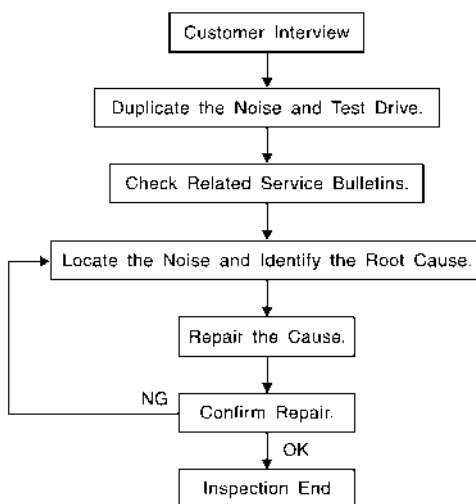 Customer Interview
Duplicate the Noise and Test Drive.
Check Related Service Bulletins.
Locate the Noise and Identify the Root Cause.
Repair the Cause.
NG
Confirm Repair.
OK
Inspection End